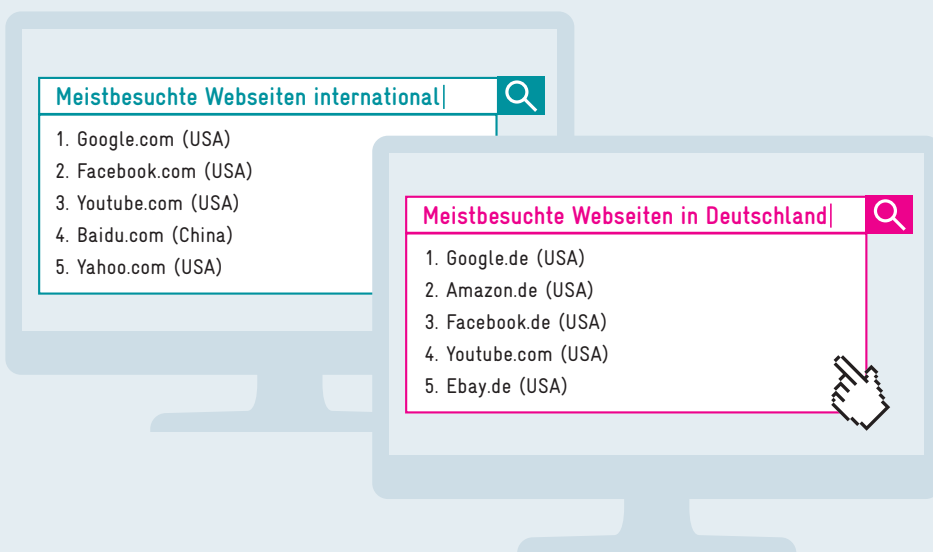 Meistbesuchte Webseiten international
1. Google.com (USA)
2. Facebook.com (USA)
3. Youtube.com (USA)
4. Baidu.com (China)
5. Yahoo.com (USA)
Meistbesuchte Webseiten in Deutschland
1. Google.de (USA)
2. Amazon.de (USA)
3. Facebook.de (USA)
4. Youtube.com (USA)
5. Ebay.de (USA)